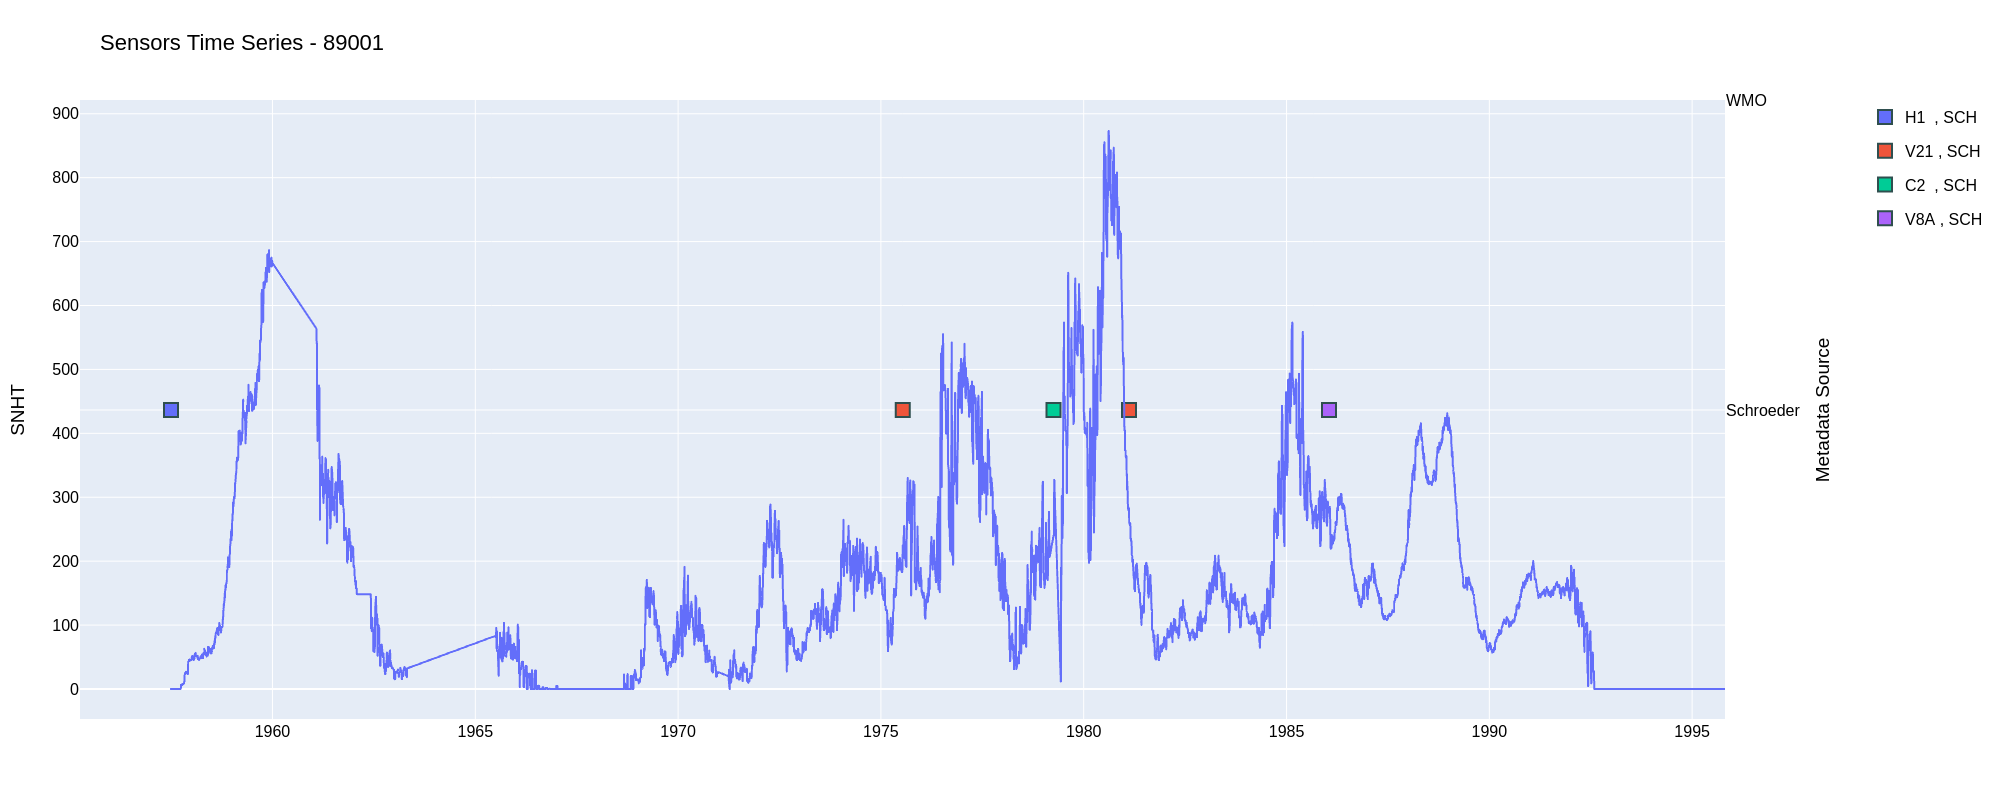 Sensors Time Series - 89001
SNHT
900
800
700
600
500
400
300
200
100
0
1960
1965
1970
1975
1980
1985
1990
1995
WMO
Schroeder
Metadata Source
H1 , SCH
V21 , SCH
C2 , SCH
V8A , SCH